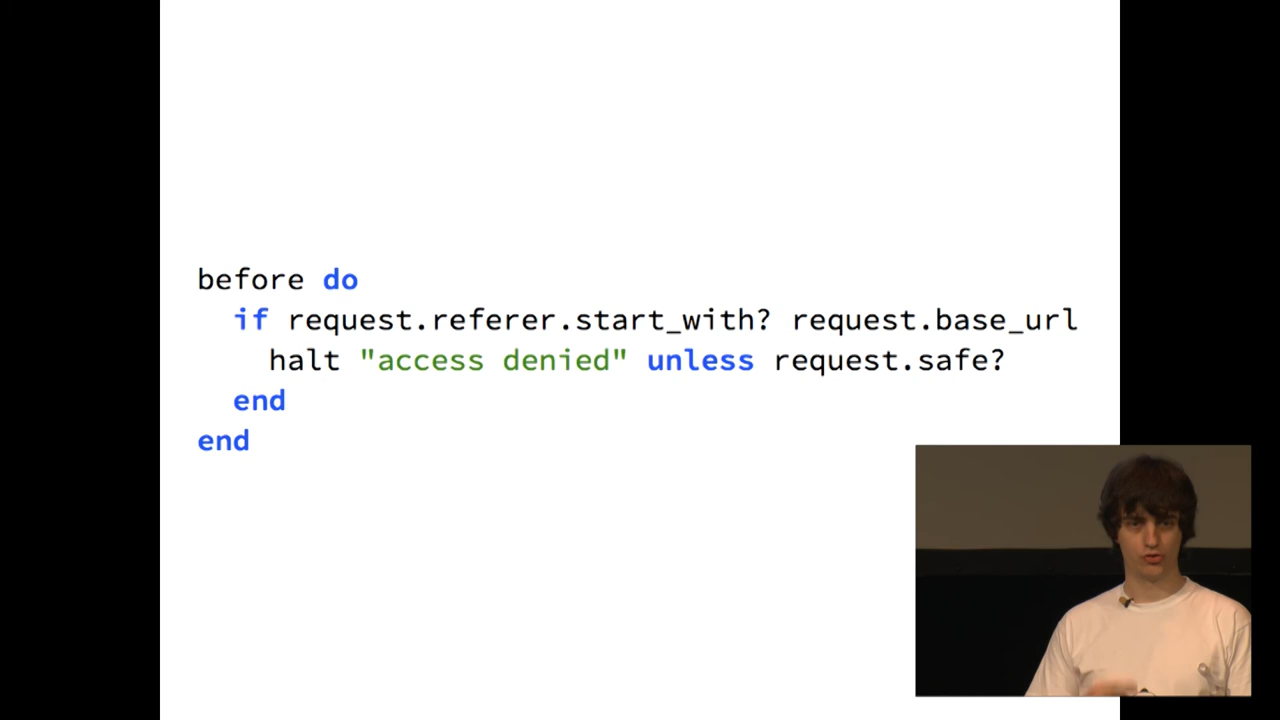 before do
if request.referer.start_with? request.base_url
halt "access denied" unless request.safe?
end
end